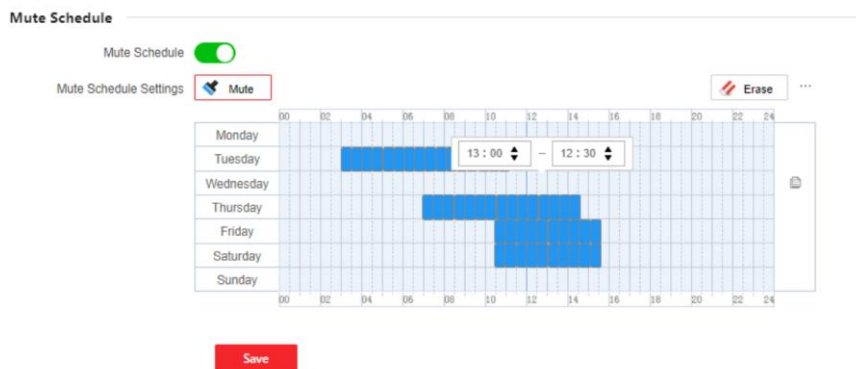 Mute Schedule
Mute Schedule
Mute Schedule Settings Mute Erase ...
00 02 04 06 08 10 12 14 16 18 20 22 24
Monday
13 : 00 – 12 : 30
Tuesday
Wednesday
Thursday
Friday
Saturday
Sunday
00 02 04 06 08 10 12 14 16 18 20 22 24
Save